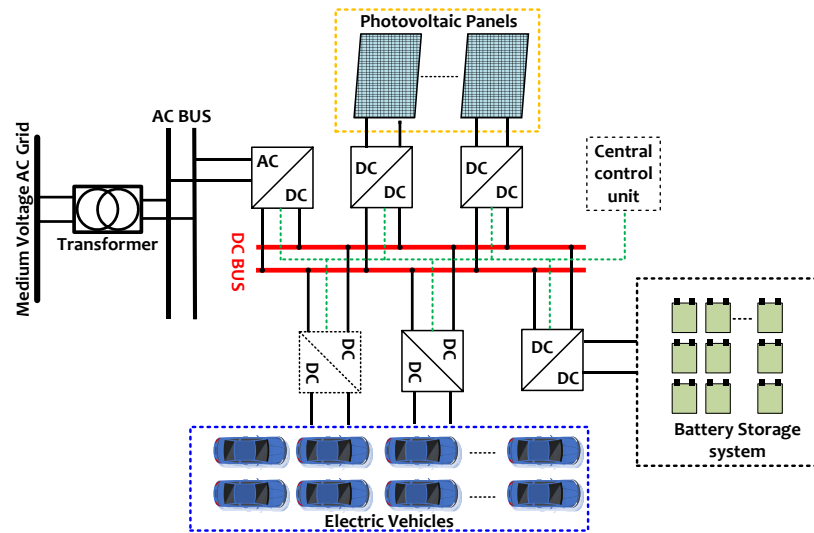 Photovoltaic Panels
AC BUS
Medium Voltage AC Grid
Transformer
AC
DC
DC
DC
DC
DC
Central
control
unit
DC BUS
DC
DC
DC
DC
DC
DC
Battery Storage
system
Electric Vehicles